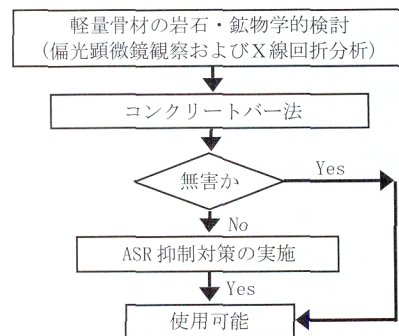 軽量骨材の岩石・鉱物学的検討
(偏光顕微鏡観察およびX線回折分析)
コンクリートバー法
無害か
Yes
No
ASR抑制対策の実施
Yes
使用可能